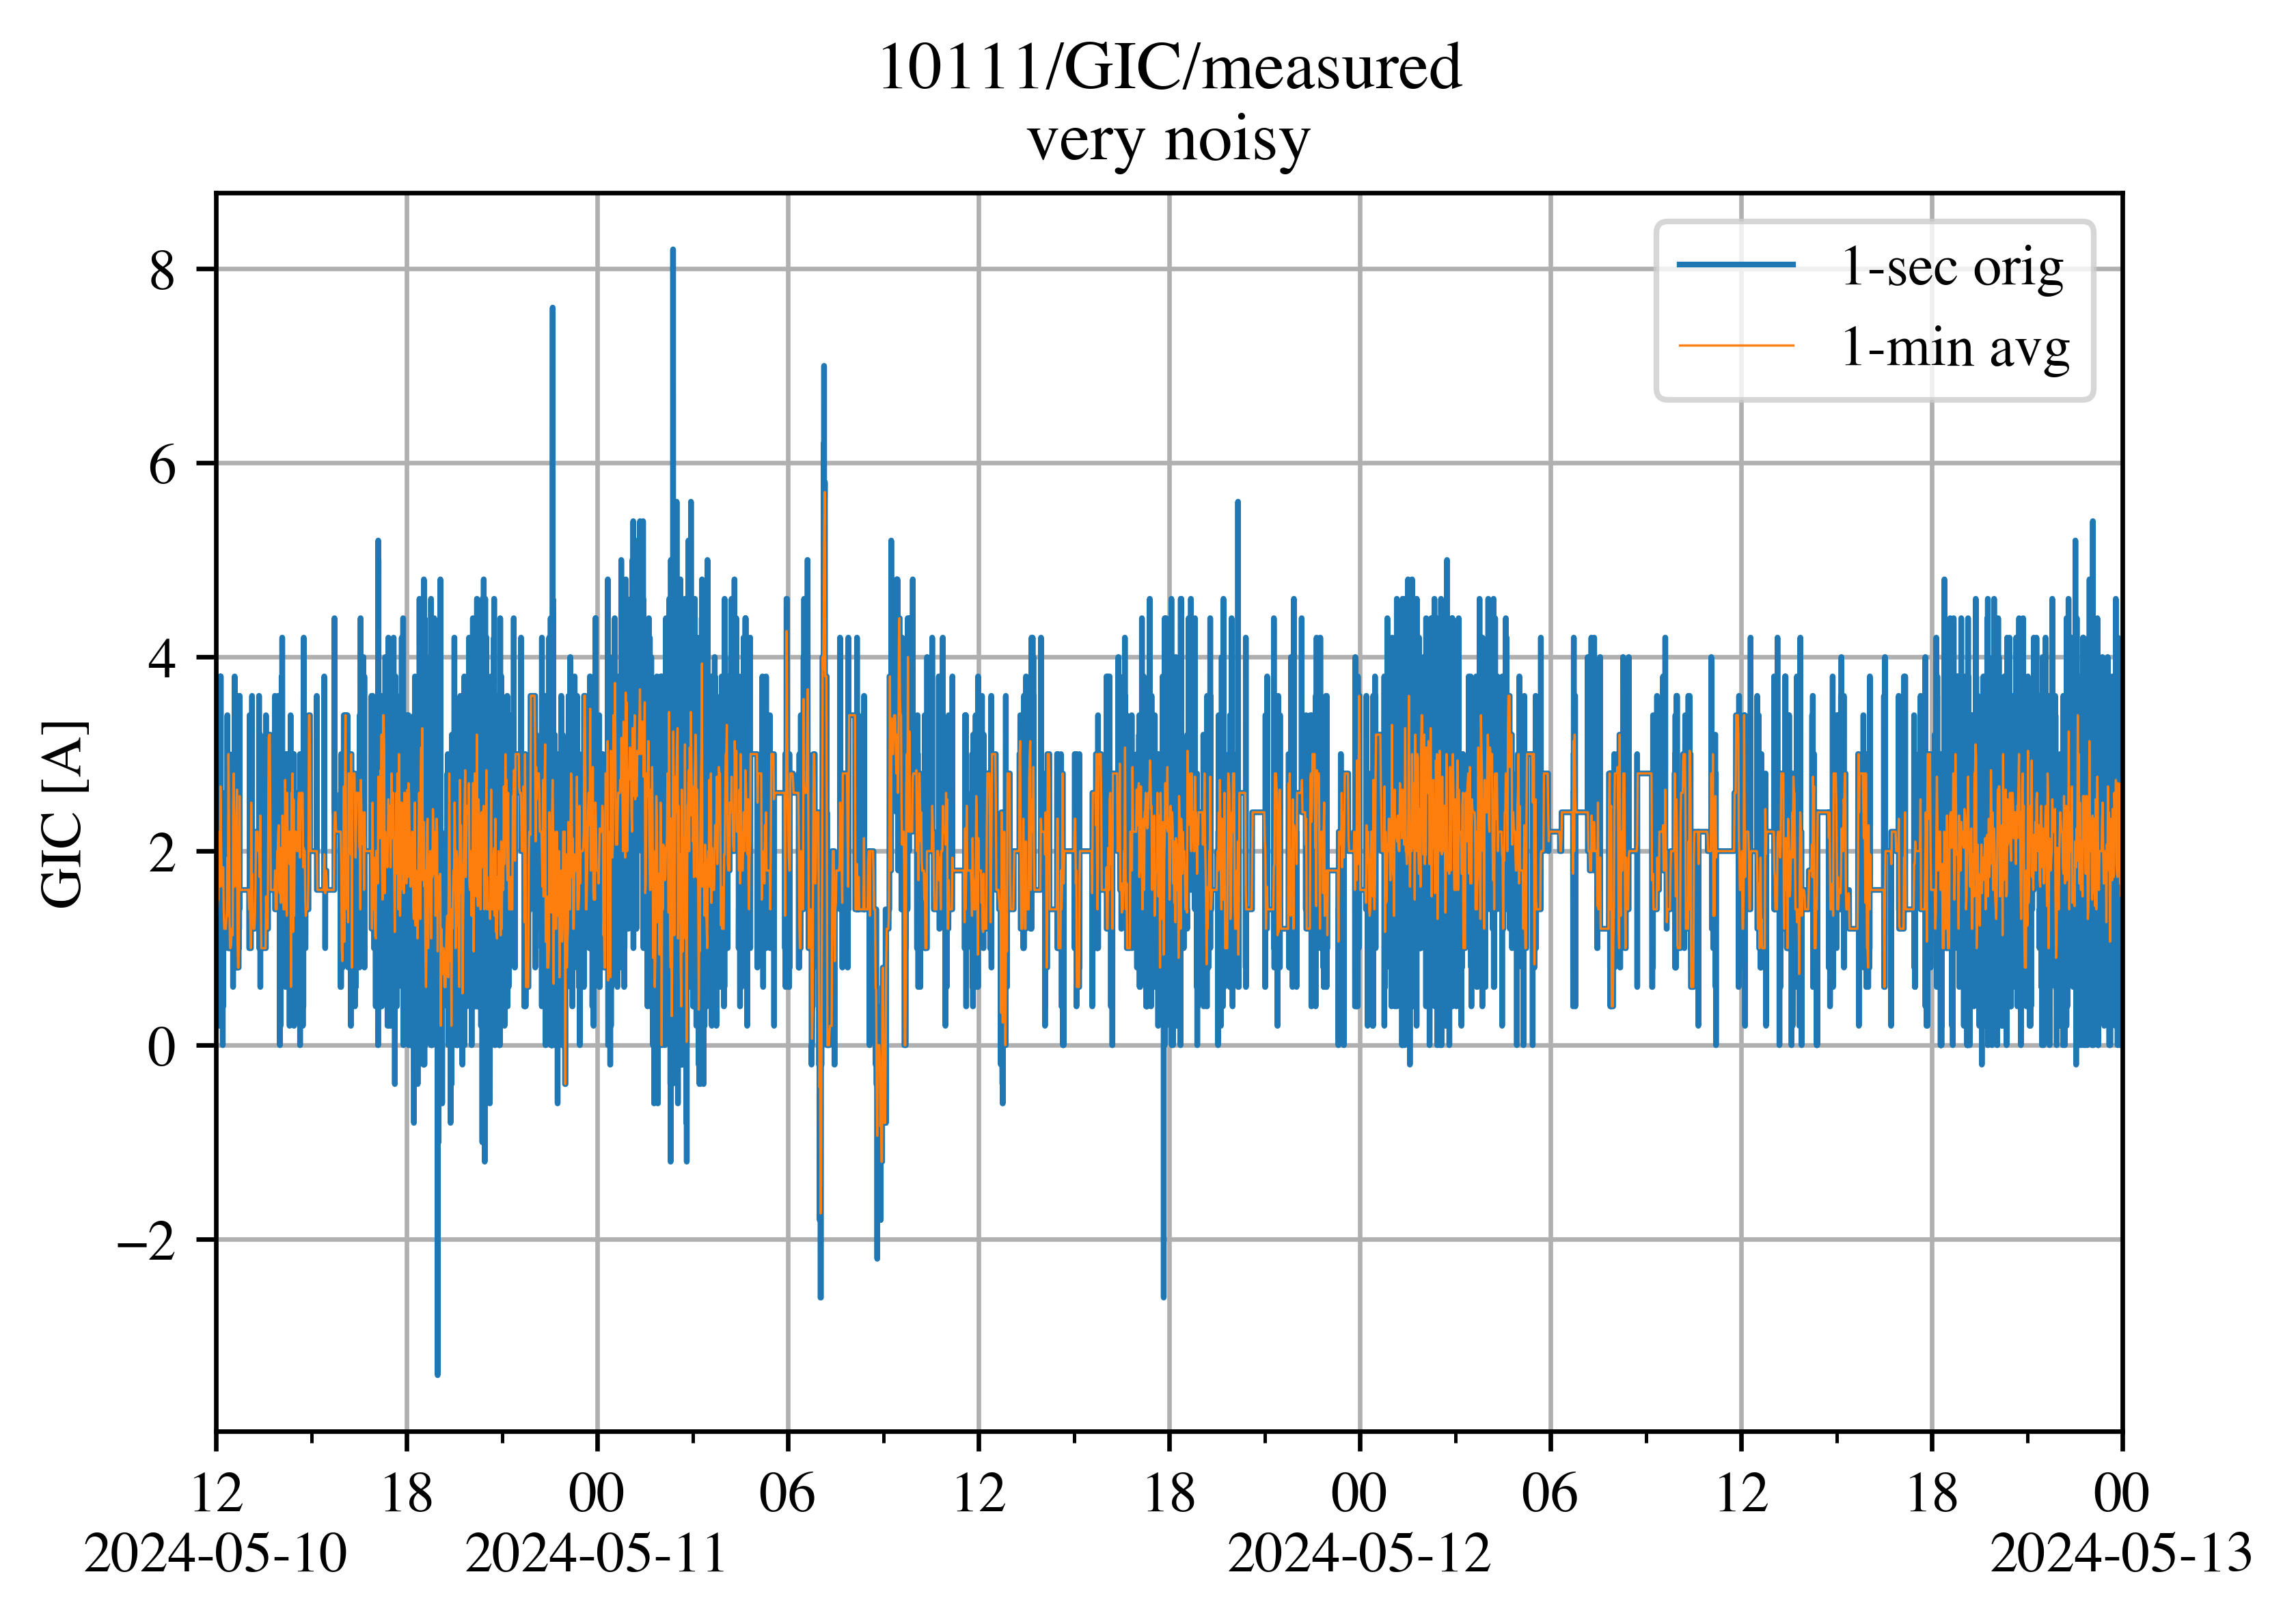 10111/GIC/measured
very noisy
1-sec orig
1-min avg
GIC [A]
8
6
4
2
0
−2
12 18 00 06 12 18 00 06 12 18 00
2024-05-10 2024-05-11 2024-05-12 2024-05-13